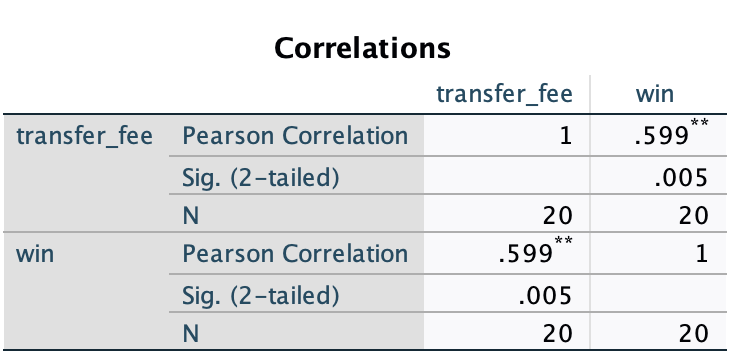 Correlations
transfer_fee win
transfer_fee Pearson Correlation 1 .599**
Sig. (2-tailed) .005
N 20 20
win Pearson Correlation .599** 1
Sig. (2-tailed) .005
N 20 20